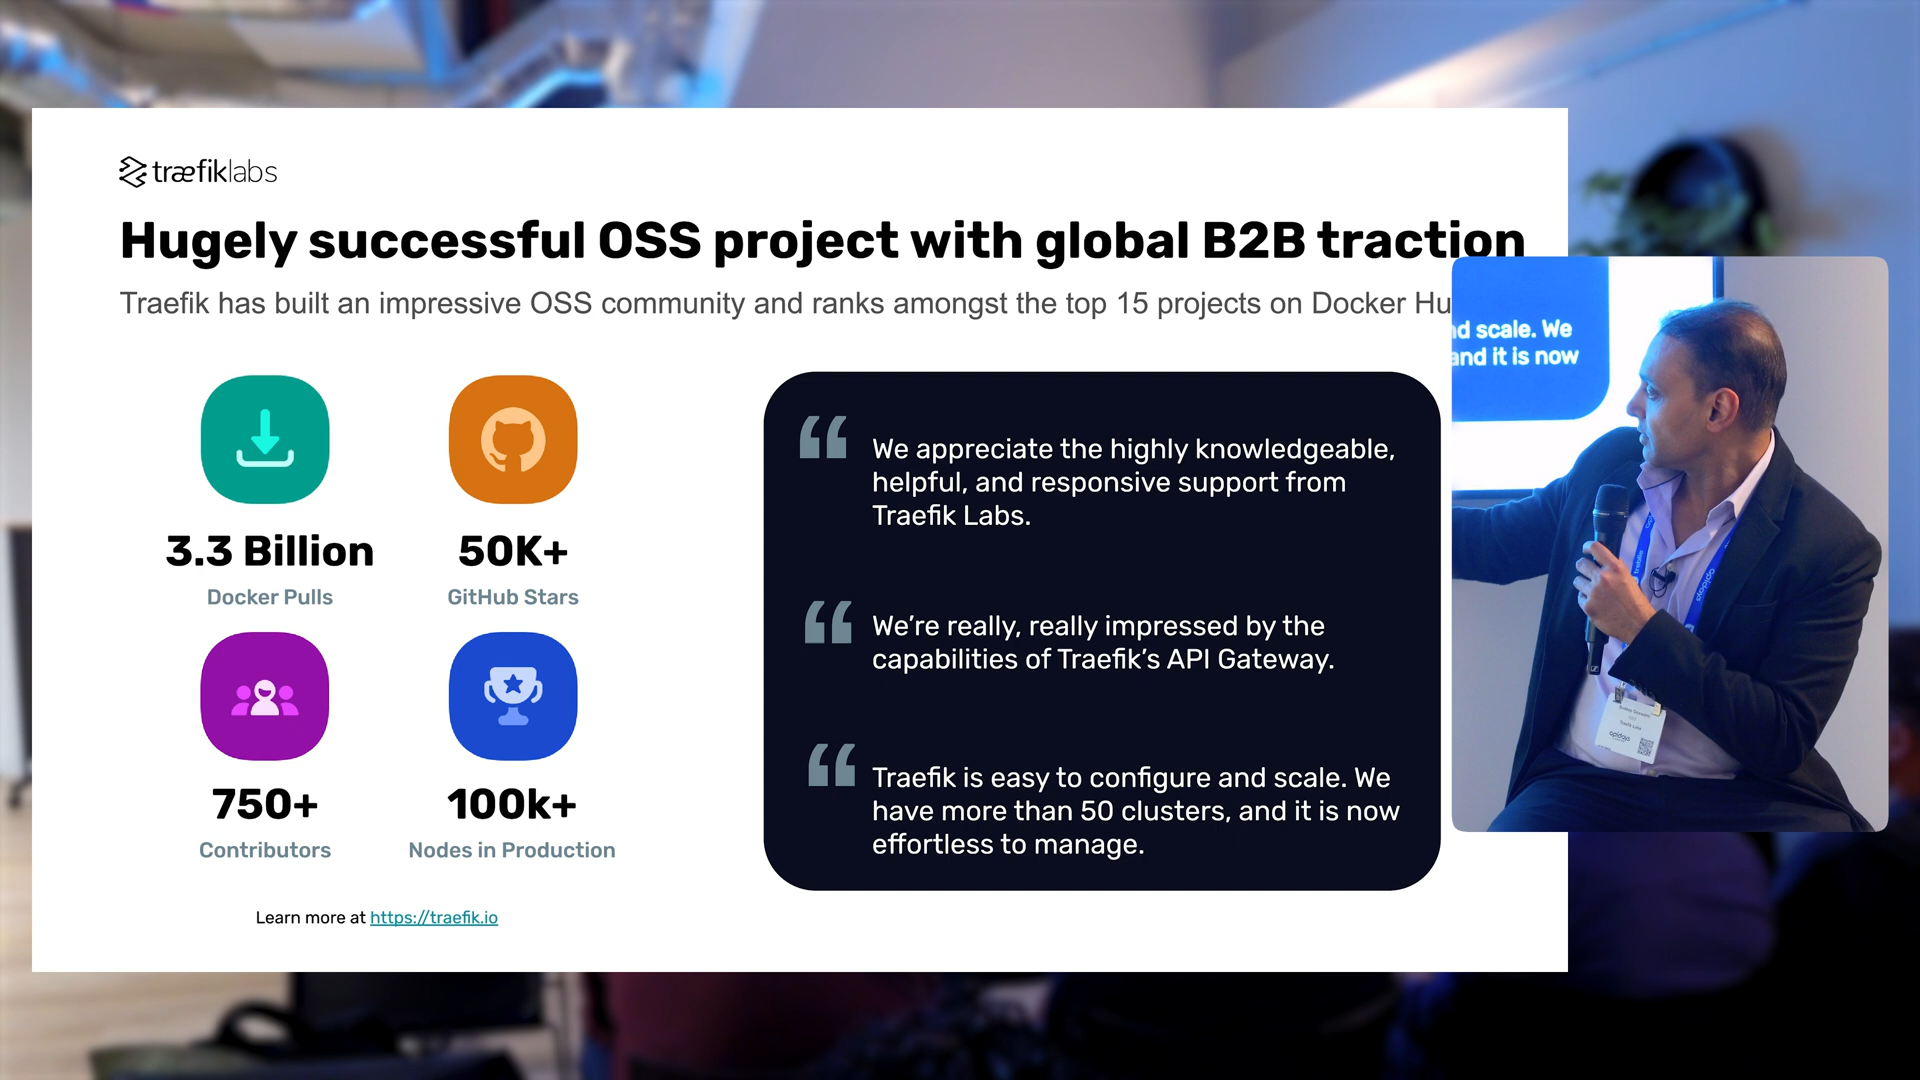 træfiklabs
Hugely successful OSS project with global B2B traction
Traefik has built an impressive OSS community and ranks amongst the top 15 projects on Docker Hu
3.3 Billion
Docker Pulls
50K+
GitHub Stars
750+
Contributors
100k+
Nodes in Production
Learn more at https://traefik.io
We appreciate the highly knowledgeable,
helpful, and responsive support from
Traefik Labs.
We're really, really impressed by the
capabilities of Traefik's API Gateway.
Traefik is easy to configure and scale. We
have more than 50 clusters, and it is now
effortless to manage.
nd scale. We
and it is now
apidays